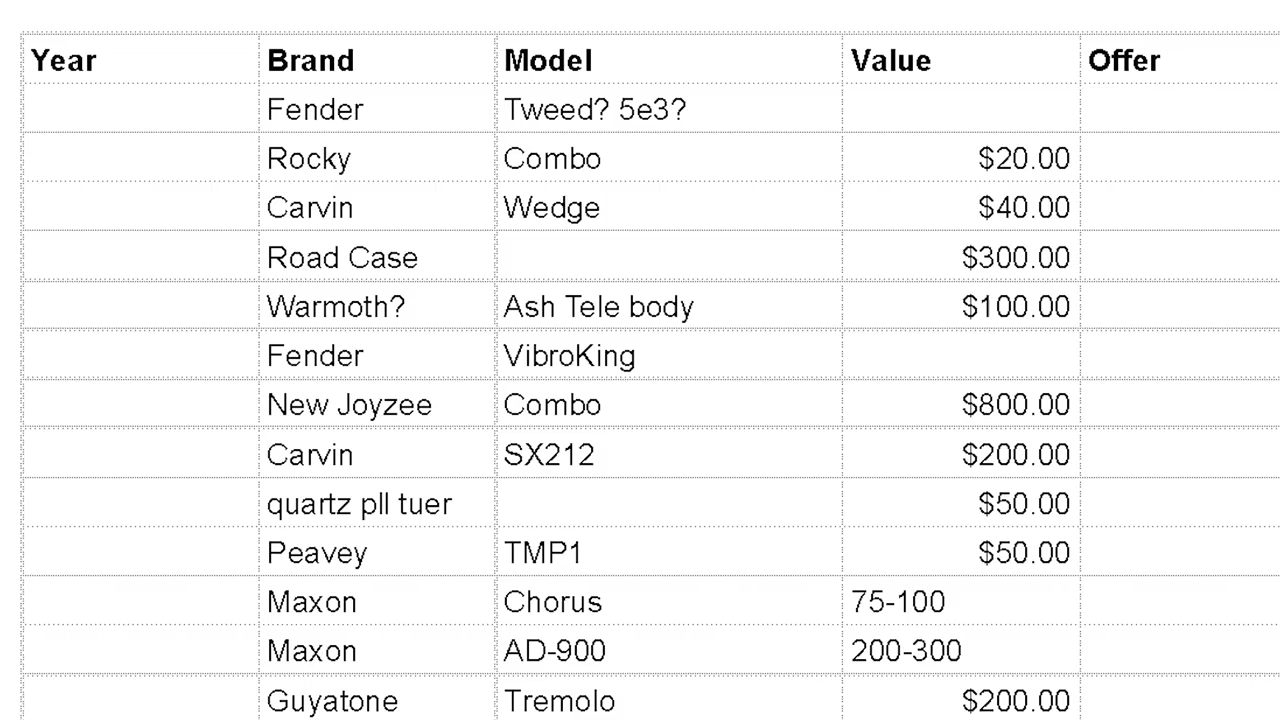 Year Brand Model Value Offer
Fender Tweed? 5e3?
Rocky Combo $20.00
Carvin Wedge $40.00
Road Case $300.00
Warmoth? Ash Tele body $100.00
Fender VibroKing
New Joyzee Combo $800.00
Carvin SX212 $200.00
quartz pll tuer $50.00
Peavey TMP1 $50.00
Maxon Chorus 75-100
Maxon AD-900 200-300
Guyatone Tremolo $200.00